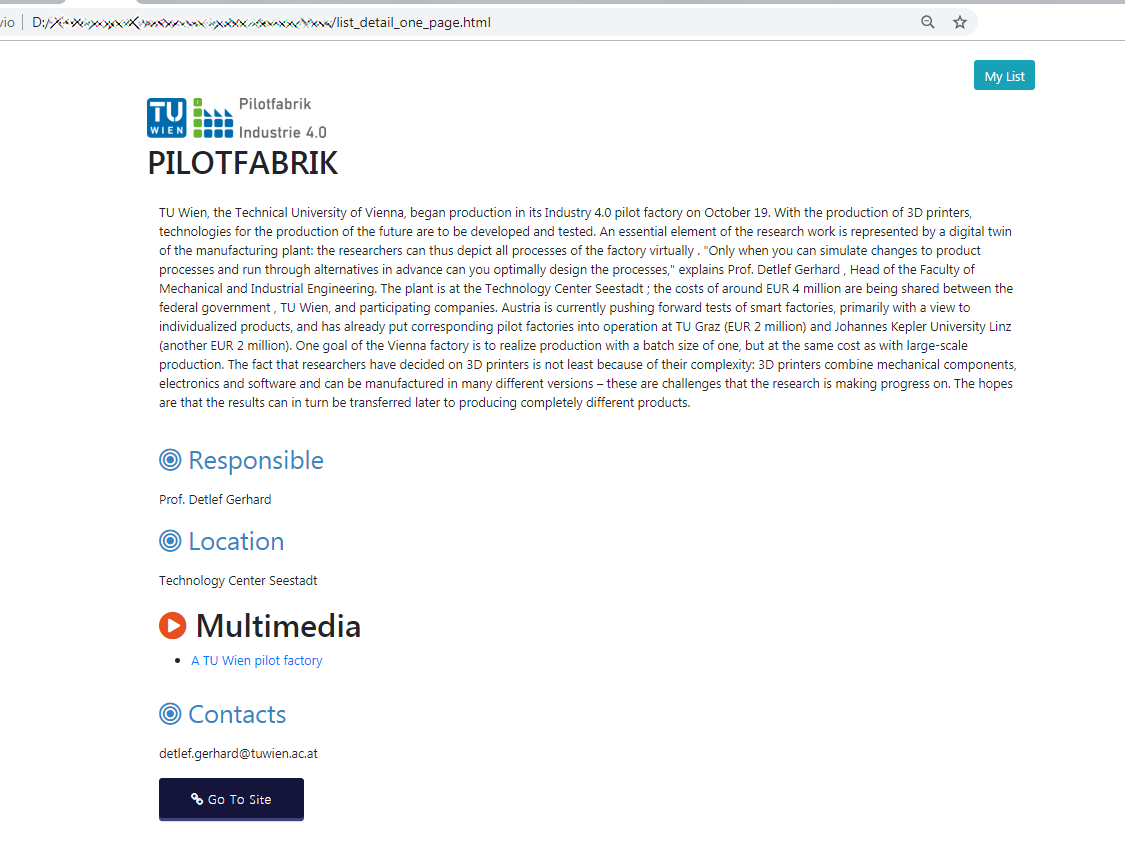 vio
D:/
/list_detail_one_page.html
My List
TU
WIEN
Pilotfabrik
Industrie 4.0
PILOTFABRIK
TU Wien, the Technical University of Vienna, began production in its Industry 4.0 pilot factory on October 19. With the production of 3D printers,
technologies for the production of the future are to be developed and tested. An essential element of the research work is represented by a digital twin
of the manufacturing plant: the researchers can thus depict all processes of the factory virtually . "Only when you can simulate changes to product
processes and run through alternatives in advance can you optimally design the processes," explains Prof. Detlef Gerhard , Head of the Faculty of
Mechanical and Industrial Engineering. The plant is at the Technology Center Seestadt ; the costs of around EUR 4 million are being shared between the
federal government , TU Wien, and participating companies. Austria is currently pushing forward tests of smart factories, primarily with a view to
individualized products, and has already put corresponding pilot factories into operation at TU Graz (EUR 2 million) and Johannes Kepler University Linz
(another EUR 2 million). One goal of the Vienna factory is to realize production with a batch size of one, but at the same cost as with large-scale
production. The fact that researchers have decided on 3D printers is not least because of their complexity: 3D printers combine mechanical components,
electronics and software and can be manufactured in many different versions – these are challenges that the research is making progress on. The hopes
are that the results can in turn be transferred later to producing completely different products.
Responsible
Prof. Detlef Gerhard
Location
Technology Center Seestadt
Multimedia
A TU Wien pilot factory
Contacts
detlef.gerhard@tuwien.ac.at
Go To Site